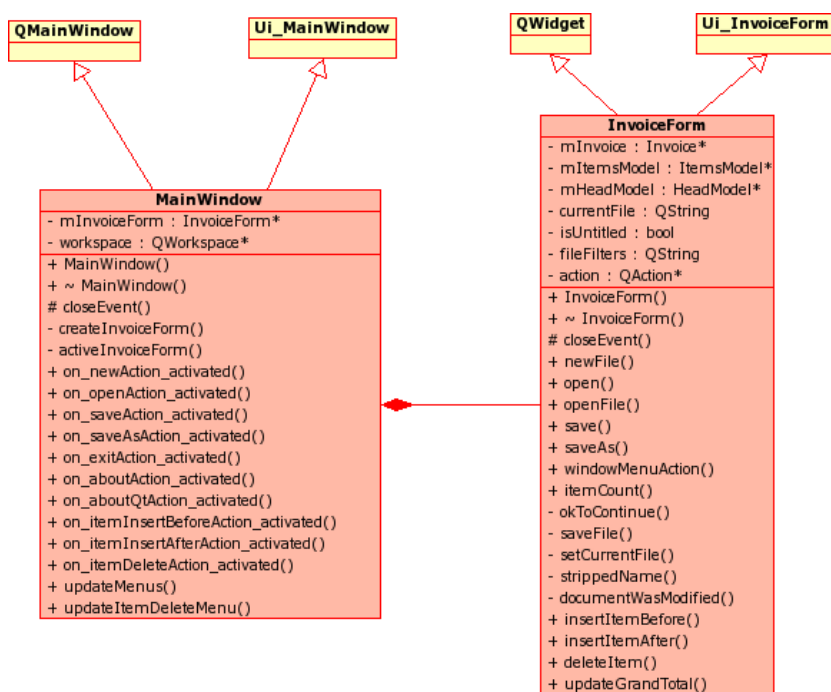 QMainWindow
Ui_MainWindow
QWidget
Ui_InvoiceForm
MainWindow
- mInvoiceForm : InvoiceForm*
- workspace : QWorkspace*
+ MainWindow()
+ ~ MainWindow()
# closeEvent()
- createInvoiceForm()
- activeInvoiceForm()
+ on_newAction_activated()
+ on_openAction_activated()
+ on_saveAction_activated()
+ on_saveAsAction_activated()
+ on_exitAction_activated()
+ on_aboutAction_activated()
+ on_aboutQtAction_activated()
+ on_itemInsertBeforeAction_activated()
+ on_itemInsertAfterAction_activated()
+ on_itemDeleteAction_activated()
+ updateMenus()
+ updateItemDeleteMenu()
InvoiceForm
- mInvoice : Invoice*
- mItemsModel : ItemsModel*
- mHeadModel : HeadModel*
- currentFile : QString
- isUntitled : bool
- fileFilters : QString
- action : QAction*
+ InvoiceForm()
+ ~ InvoiceForm()
# closeEvent()
+ newFile()
+ open()
+ openFile()
+ save()
+ saveAs()
+ windowMenuAction()
+ itemCount()
- okToContinue()
- saveFile()
- setCurrentFile()
- strippedName()
- documentWasModified()
+ insertItemBefore()
+ insertItemAfter()
+ deleteItem()
+ updateGrandTotal()